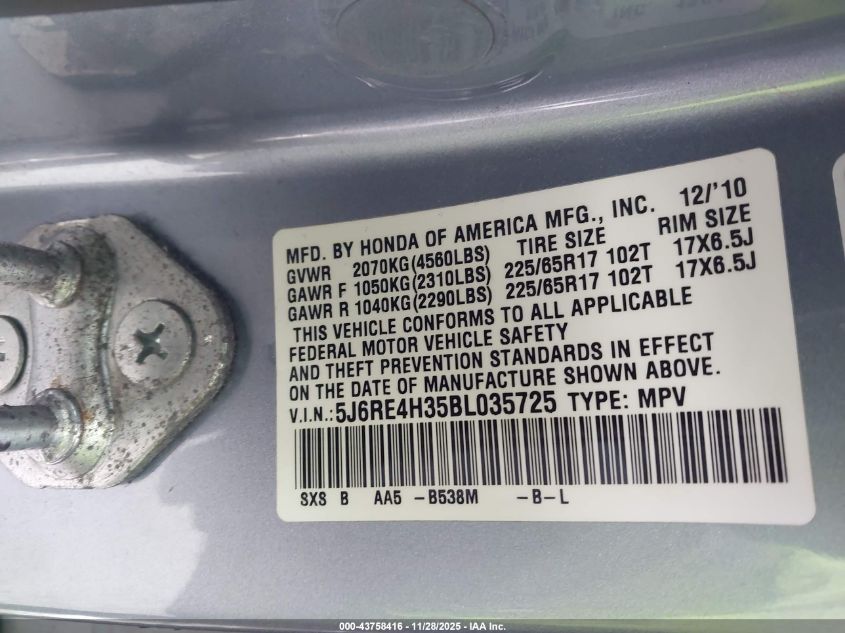 MFD. BY HONDA OF AMERICA MFG., INC. 12/'10
GVWR 2070KG(4560LBS) TIRE SIZE RIM SIZE
GAWR F 1050KG(2310LBS) 225/65R17 102T 17X6.5J
GAWR R 1040KG(2290LBS) 225/65R17 102T 17X6.5J
THIS VEHICLE CONFORMS TO ALL APPLICABLE
FEDERAL MOTOR VEHICLE SAFETY
AND THEFT PREVENTION STANDARDS IN EFFECT
ON THE DATE OF MANUFACTURE SHOWN ABOVE.
V.I.N.:5J6RE4H35BL035725 TYPE: MPV
SXS B AA5 -B538M -B-L
000-43758416 - 11/28/2025 - IAA Inc.